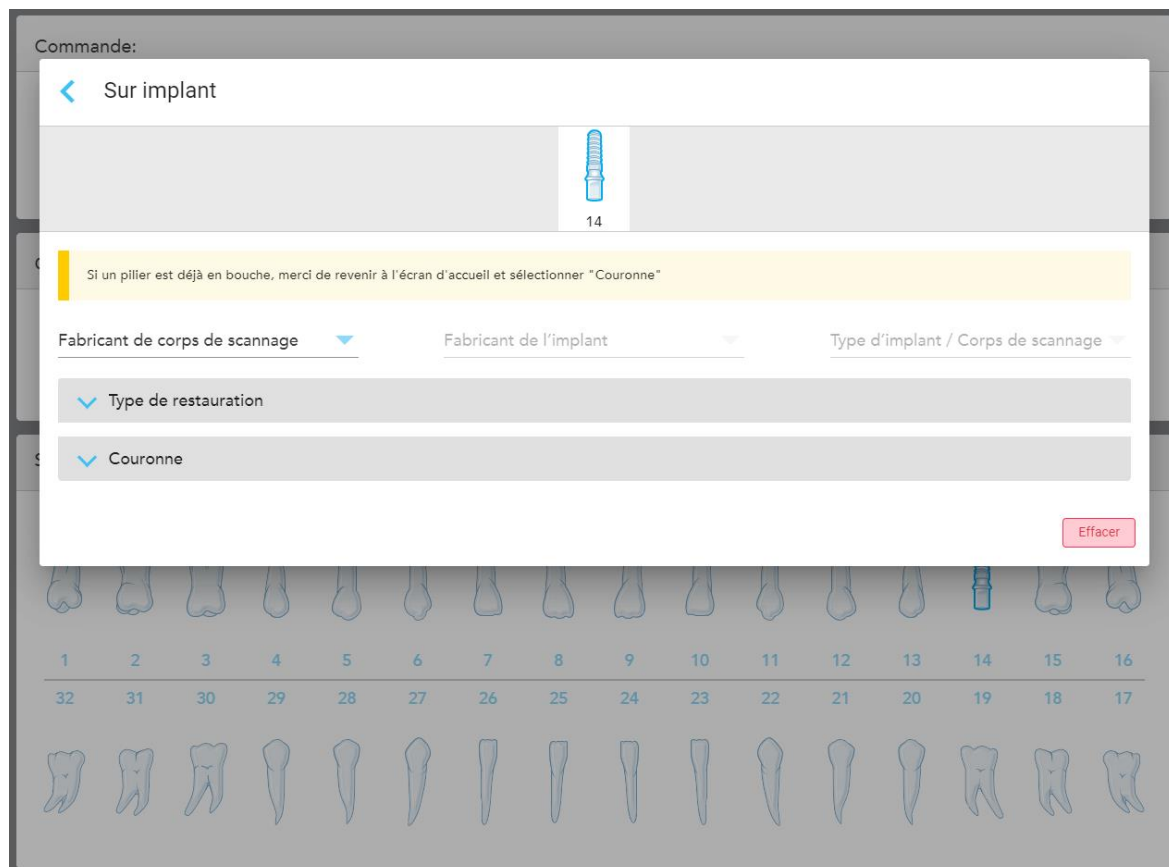 Commande:
Sur implant
14
Si un pilier est déjà en bouche, merci de revenir à l'écran d'accueil et sélectionner "Couronne"
Fabricant de corps de scannage Fabricant de l’implant Type d’implant / Corps de scannage
Type de restauration
Couronne
Effacer
1 2 3 4 5 6 7 8 9 10 11 12 13 14 15 16
32 31 30 29 28 27 26 25 24 23 22 21 20 19 18 17